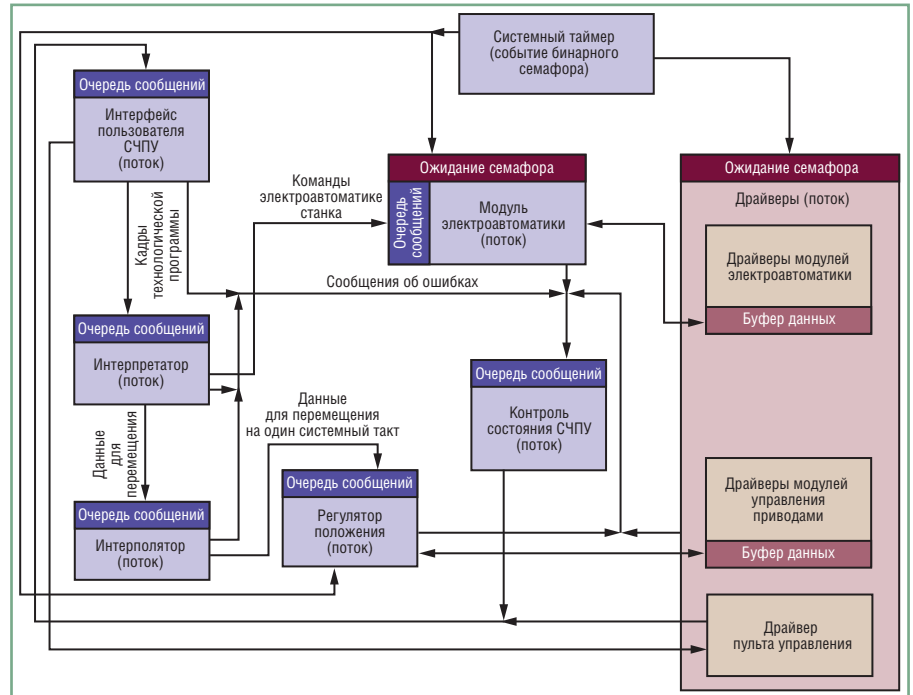 Системный таймер
(событие бинарного
семафора)
Очередь сообщений
Интерфейс
пользователя
СЧПУ
(поток)
Ожидание семафора
Очередь
сообщений
Модуль
электроавтоматики
(поток)
Ожидание семафора
Драйверы (поток)
Драйверы модулей
электроавтоматики
Буфер данных
Команды
электроавтоматике
станка
Кадры
технологической
программы
Сообщения об ошибках
Очередь сообщений
Интерпретатор
(поток)
Очередь сообщений
Контроль
состояния СЧПУ
(поток)
Данные
для перемещения
на один системный такт
Данные
для
перемещения
Очередь сообщений
Интерполятор
(поток)
Очередь сообщений
Регулятор
положения
(поток)
Драйверы модулей
управления
приводами
Буфер данных
Драйвер
пульта управления